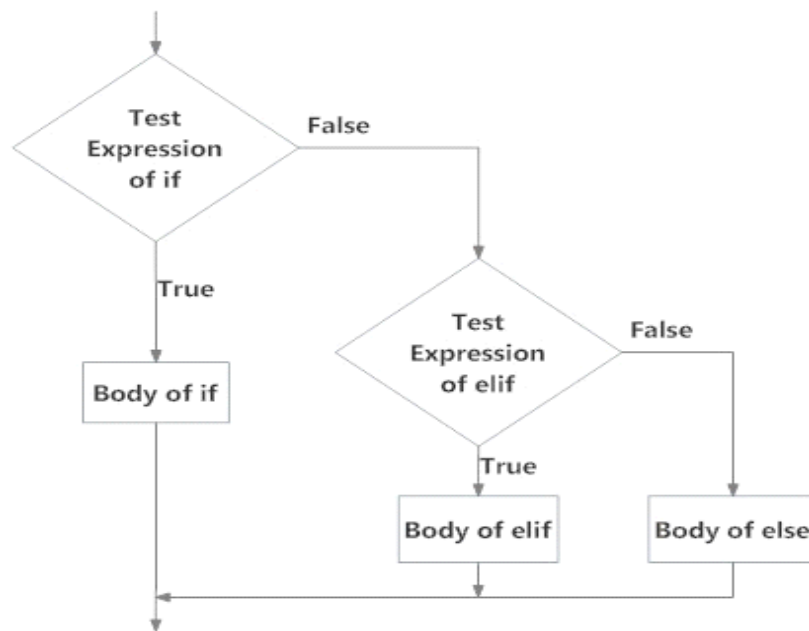 Test
Expression
of if
False
True
Body of if
Test
Expression
of elif
False
True
Body of elif
Body of else